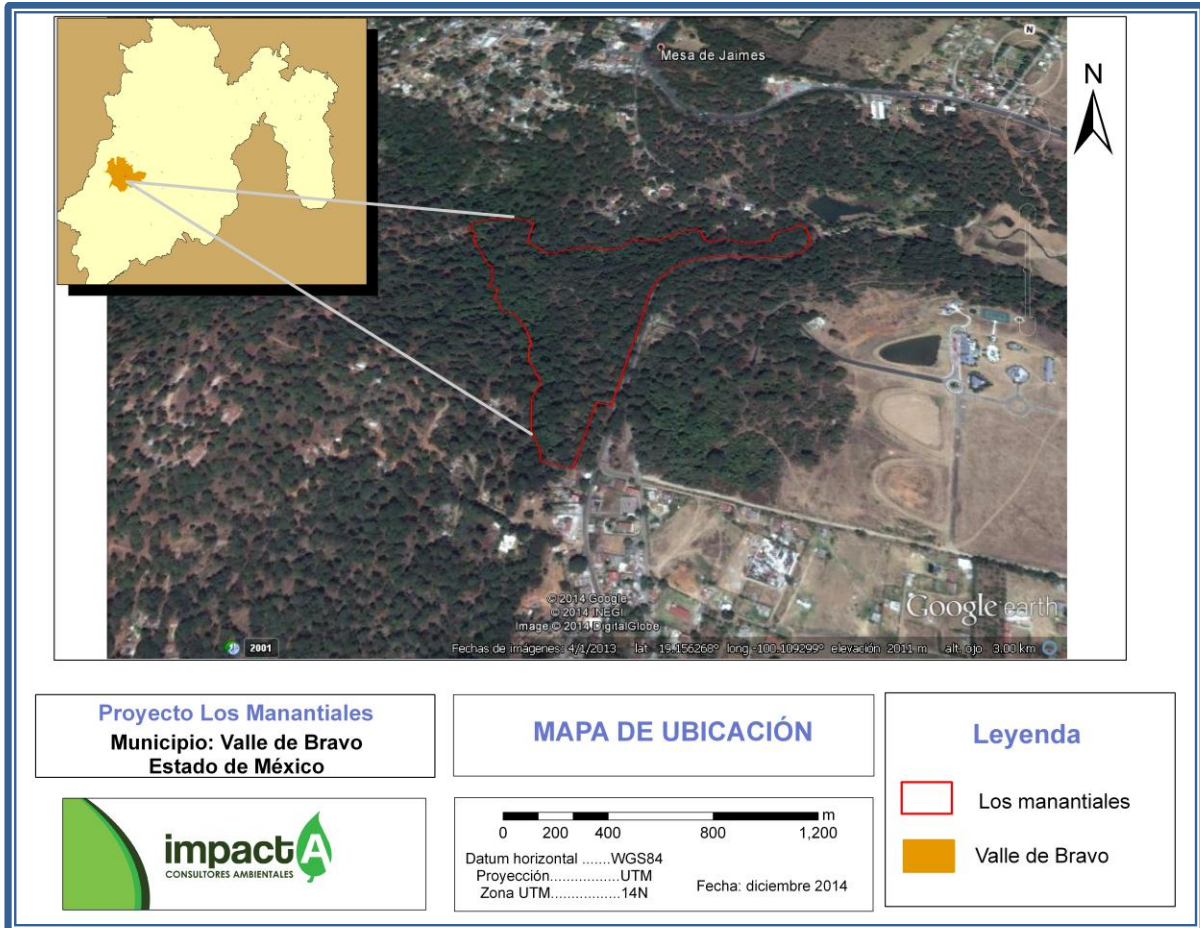 Mesa de Jaimes
N
N
© 2014 Google
© 2014 INEGI
Image © 2014 DigitalGlobe
Google earth
2001
Fechas de imágenes: 4/1/2013 lat 19.156268° long -100.109299° elevación 2011 m alt. ojo 3.00 km
Proyecto Los Manantiales
Municipio: Valle de Bravo
Estado de México
MAPA DE UBICACIÓN
Leyenda
Los manantiales
Valle de Bravo
impactA
CONSULTORES AMBIENTALES
m
0 200 400 800 1,200
Datum horizontal ......WGS84
Proyección................UTM
Zona UTM.................14N
Fecha: diciembre 2014